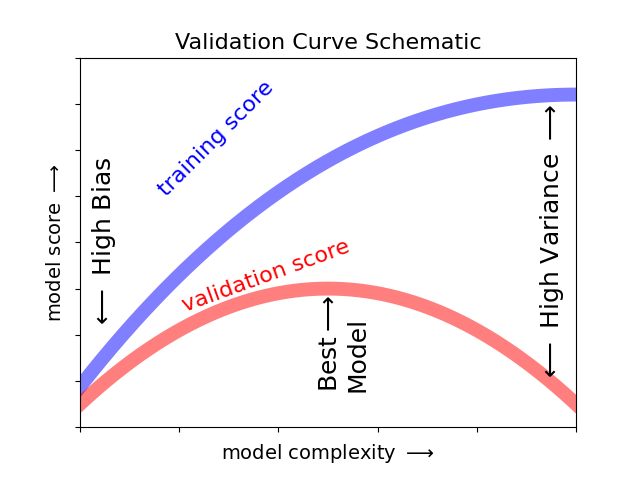 Validation Curve Schematic
model score ⟶
⟵ High Bias
training score
validation score
Best ⟶
Model
⟵ High Variance ⟶
model complexity ⟶